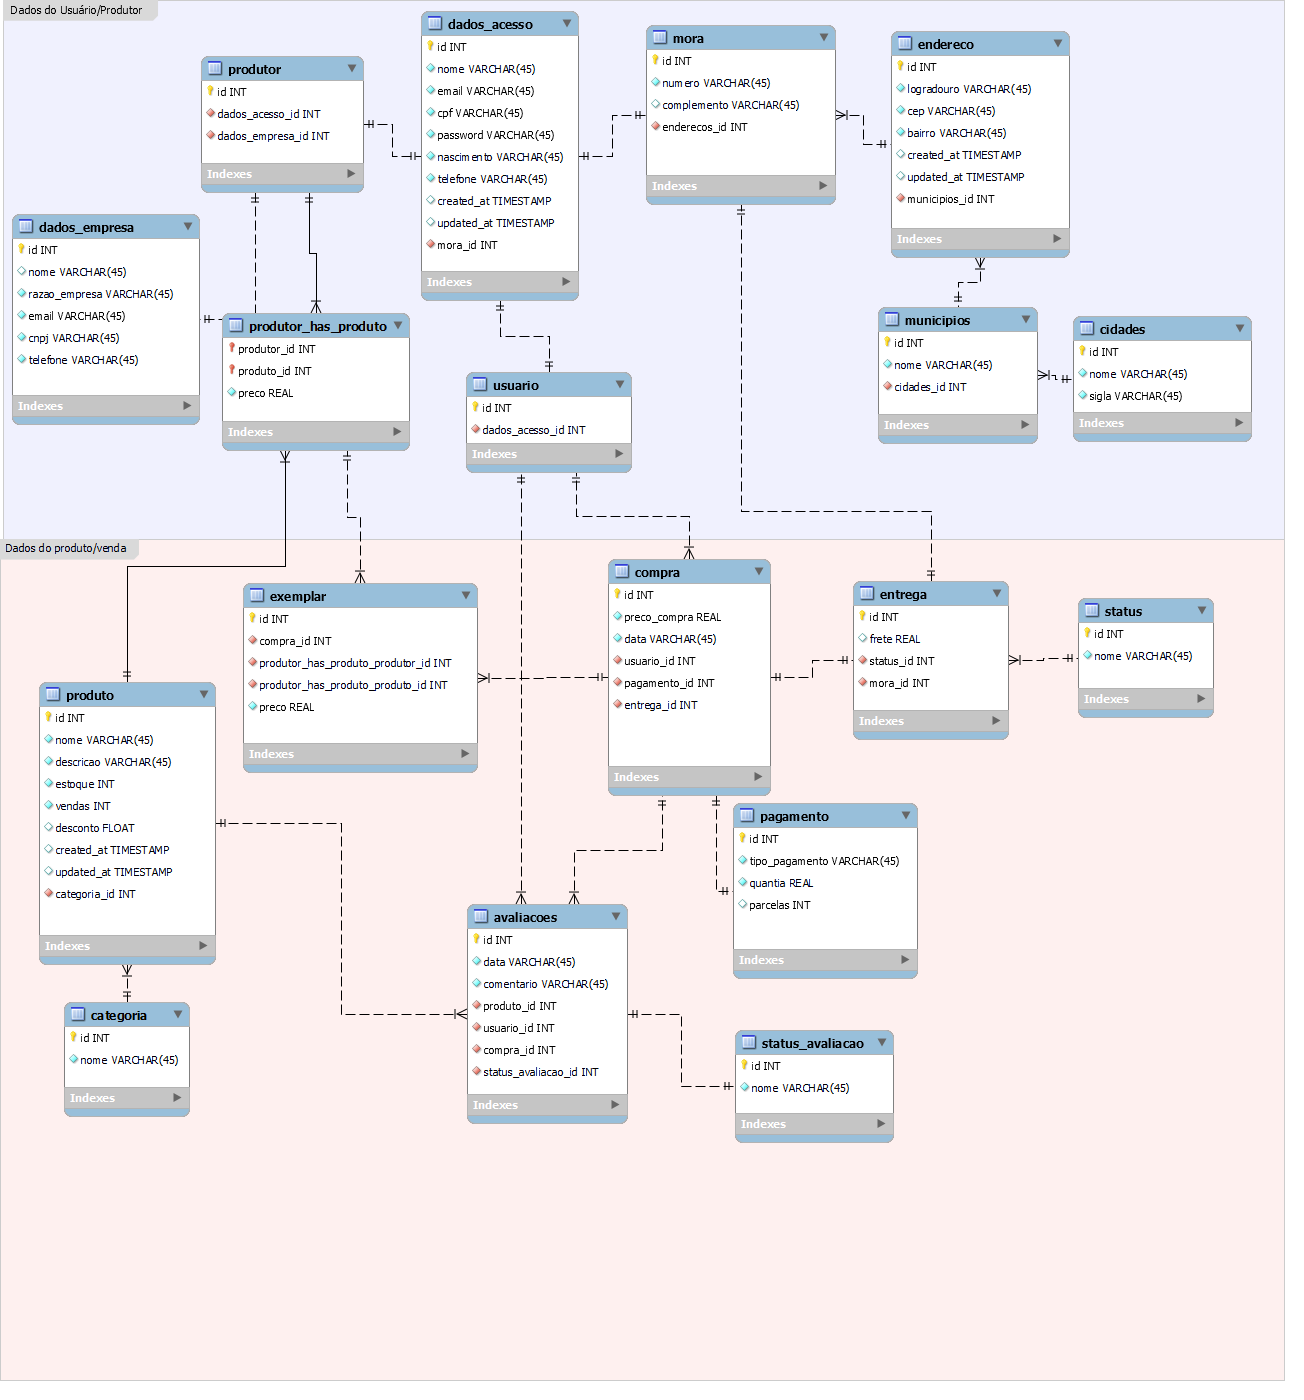 Dados do Usuário/Produtor
produtor
id INT
dados_acesso_id INT
dados_empresa_id INT
Indexes
dados_acesso
id INT
nome VARCHAR(45)
email VARCHAR(45)
cpf VARCHAR(45)
password VARCHAR(45)
nascimento VARCHAR(45)
telefone VARCHAR(45)
created_at TIMESTAMP
updated_at TIMESTAMP
mora_id INT
Indexes
mora
id INT
numero VARCHAR(45)
complemento VARCHAR(45)
enderecos_id INT
Indexes
endereco
id INT
logradouro VARCHAR(45)
cep VARCHAR(45)
bairro VARCHAR(45)
created_at TIMESTAMP
updated_at TIMESTAMP
municipios_id INT
Indexes
dados_empresa
id INT
nome VARCHAR(45)
razao_empresa VARCHAR(45)
email VARCHAR(45)
cnpj VARCHAR(45)
telefone VARCHAR(45)
Indexes
produtor_has_produto
produtor_id INT
produto_id INT
preco REAL
Indexes
usuario
id INT
dados_acesso_id INT
Indexes
municipios
id INT
nome VARCHAR(45)
cidades_id INT
Indexes
cidades
id INT
nome VARCHAR(45)
sigla VARCHAR(45)
Indexes
Dados do produto/venda
exemplar
id INT
compra_id INT
produtor_has_produto_produtor_id INT
produtor_has_produto_produto_id INT
preco REAL
Indexes
compra
id INT
preco_compra REAL
data VARCHAR(45)
usuario_id INT
pagamento_id INT
entrega_id INT
Indexes
entrega
id INT
frete REAL
status_id INT
mora_id INT
Indexes
status
id INT
nome VARCHAR(45)
Indexes
produto
id INT
nome VARCHAR(45)
descricao VARCHAR(45)
estoque INT
vendas INT
desconto FLOAT
created_at TIMESTAMP
updated_at TIMESTAMP
categoria_id INT
Indexes
pagamento
id INT
tipo_pagamento VARCHAR(45)
quantia REAL
parcelas INT
Indexes
avaliacoes
id INT
data VARCHAR(45)
comentario VARCHAR(45)
produto_id INT
usuario_id INT
compra_id INT
status_avaliacao_id INT
Indexes
categoria
id INT
nome VARCHAR(45)
Indexes
status_avaliacao
id INT
nome VARCHAR(45)
Indexes